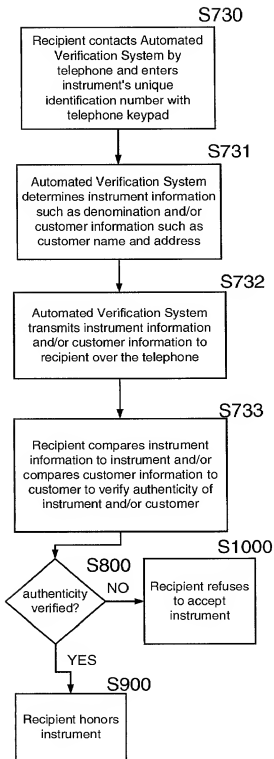 S730
Recipient contacts Automated
Verification System by
telephone and enters
instrument's unique
identification number with
telephone keypad
S731
Automated Verification System
determines instrument information
such as denomination and/or
customer information such as
customer name and address
S732
Automated Verification System
transmits instrument information
and/or customer information to
recipient over the telephone
S733
Recipient compares instrument
information to instrument and/or
compares customer information to
customer to verify authenticity of
instrument and/or customer
S800
authenticity
verified?
NO
S1000
Recipient refuses
to accept
instrument
YES
S900
Recipient honors
instrument